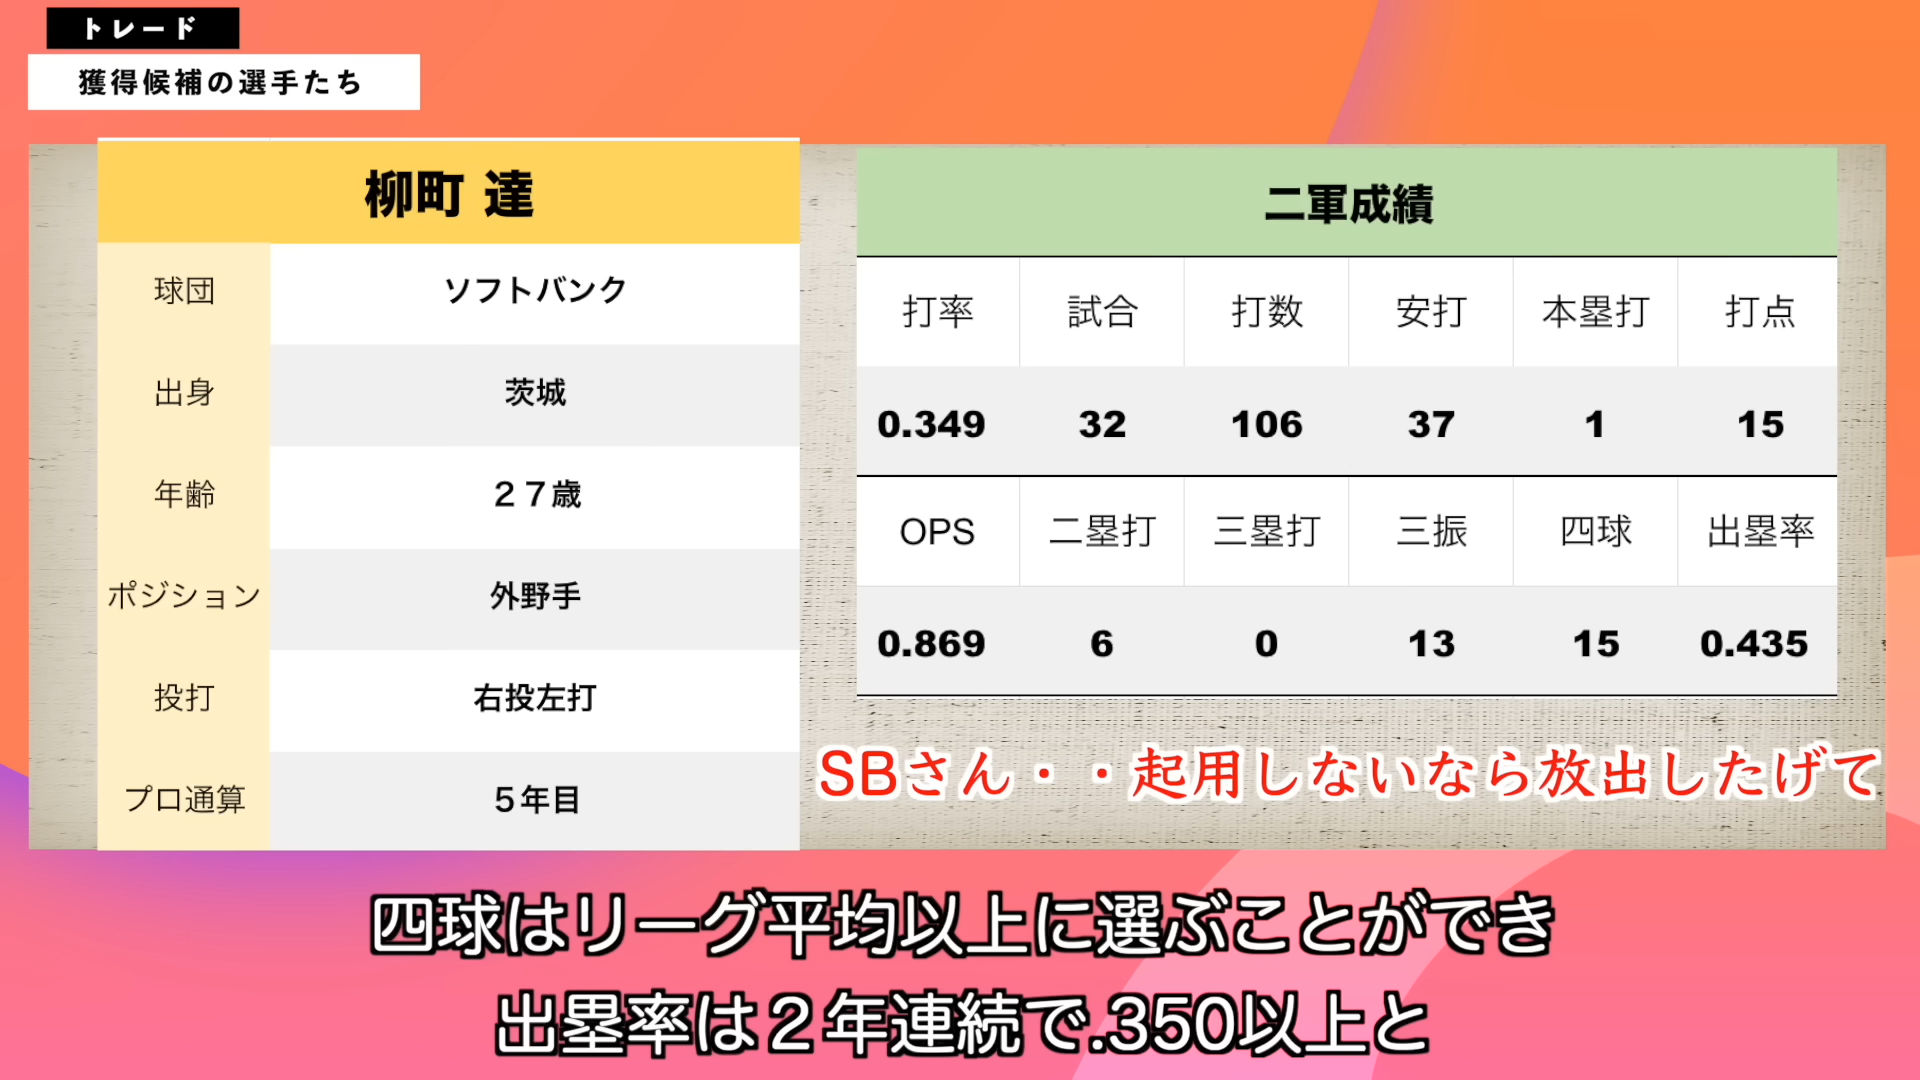 トレード
獲得候補の選手たち
柳町 達
球団 ソフトバンク
出身 茨城
年齢 27歳
ポジション 外野手
投打 右投左打
プロ通算 5年目
二軍成績
打率 試合 打数 安打 本塁打 打点
0.349 32 106 37 1 15
OPS 二塁打 三塁打 三振 四球 出塁率
0.869 6 0 13 15 0.435
SBさん・・起用しないなら放出したげて
四球はリーグ平均以上に選ぶことができ
出塁率は2年連続で.350以上と